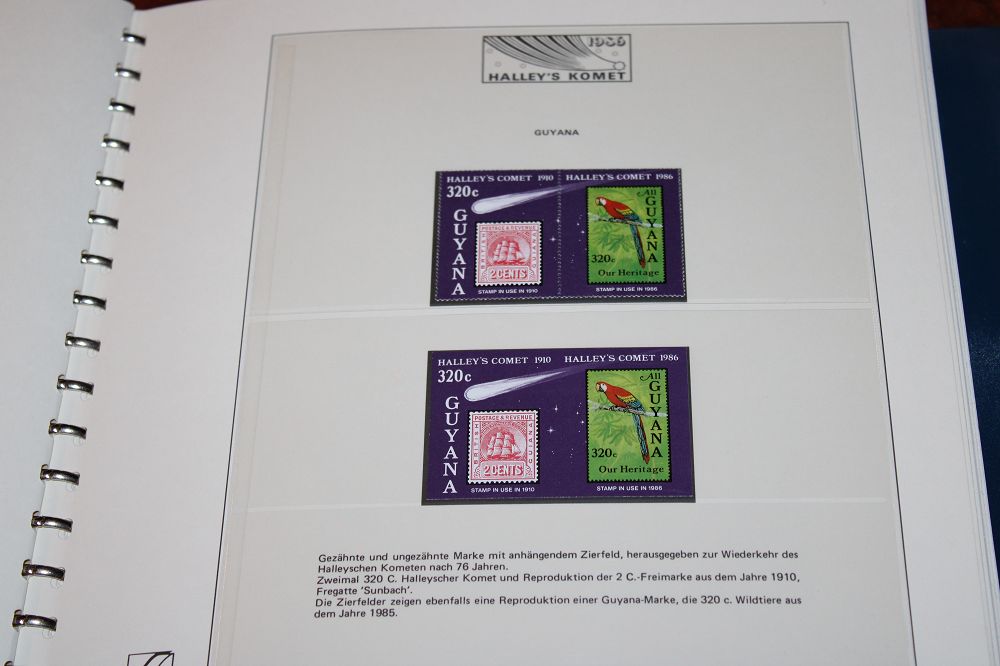 1986
HALLEY'S KOMET
GUYANA
HALLEY'S COMET 1910 HALLEY'S COMET 1986
320c
GUYANA
POSTAGE & REVENUE
BRITISH
GUIANA
2 CENTS
STAMP IN USE IN 1910
All
GUYANA
320c
Our Heritage
STAMP IN USE IN 1986
HALLEY'S COMET 1910 HALLEY'S COMET 1986
320c
GUYANA
POSTAGE & REVENUE
BRITISH
GUIANA
2 CENTS
STAMP IN USE IN 1910
All
GUYANA
320c
Our Heritage
STAMP IN USE IN 1986
Gezähnte und ungezähnte Marke mit anhängendem Zierfeld, herausgegeben zur Wiederkehr des
Halleyschen Kometen nach 76 Jahren.
Zweimal 320 C. Halleyscher Komet und Reproduktion der 2 C.-Freimarke aus dem Jahre 1910,
Fregatte 'Sunbach'.
Die Zierfelder zeigen ebenfalls eine Reproduktion einer Guyana-Marke, die 320 c. Wildtiere aus
dem Jahre 1985.